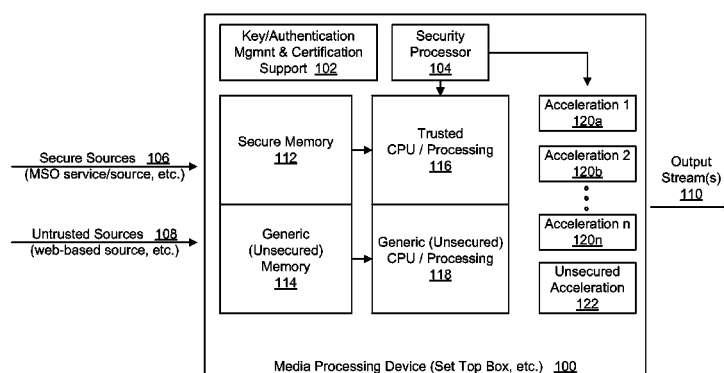 Key/Authentication
Mgmnt & Certification
Support 102
Security
Processor
104
Acceleration 1
120a
Secure Memory
112
Trusted
CPU / Processing
116
Secure Sources 106
(MSO service/source, etc.)
Acceleration 2
120b
Output
Stream(s)
110
Untrusted Sources 108
(web-based source, etc.)
Generic
(Unsecured)
Memory
114
Generic (Unsecured)
CPU / Processing
118
Acceleration n
120n
Unsecured
Acceleration
122
Media Processing Device (Set Top Box, etc.) 100